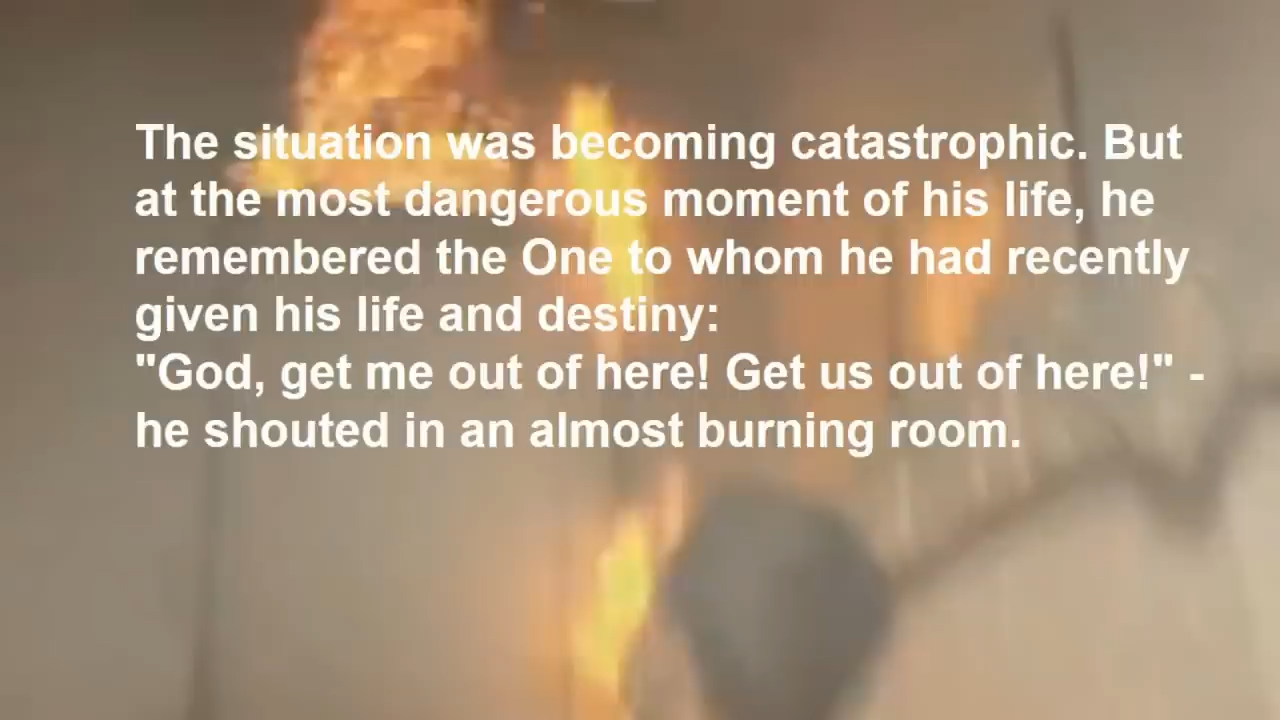 The situation was becoming catastrophic. But
at the most dangerous moment of his life, he
remembered the One to whom he had recently
given his life and destiny:
"God, get me out of here! Get us out of here!" -
he shouted in an almost burning room.